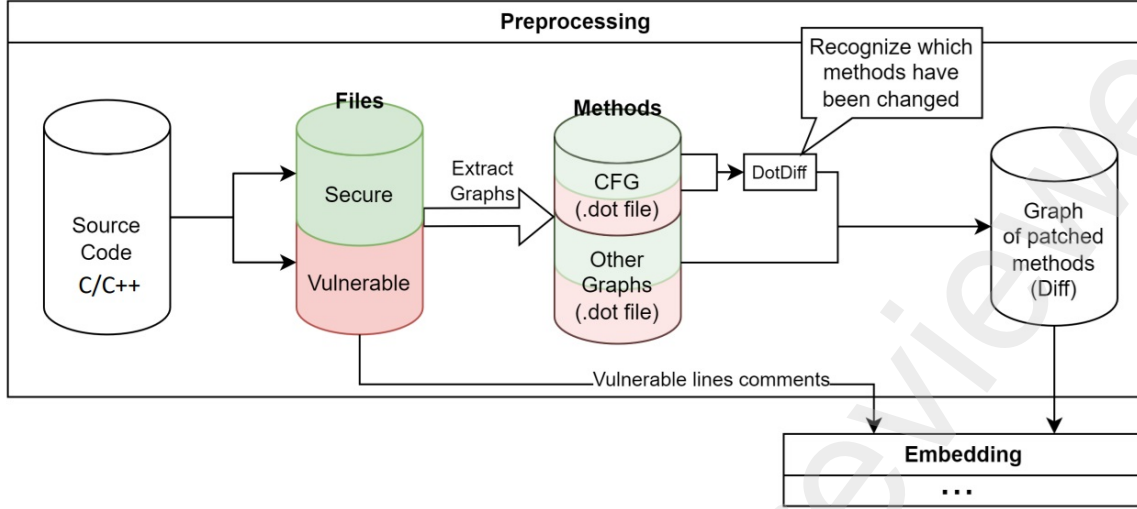 Preprocessing
Recognize which
methods have
been changed
Files
Methods
Source
Code
C/C++
Secure
Vulnerable
Extract
Graphs
CFG
(.dot file)
Other
Graphs
(.dot file)
DotDiff
Graph
of patched
methods
(Diff)
Vulnerable lines comments
Embedding
...